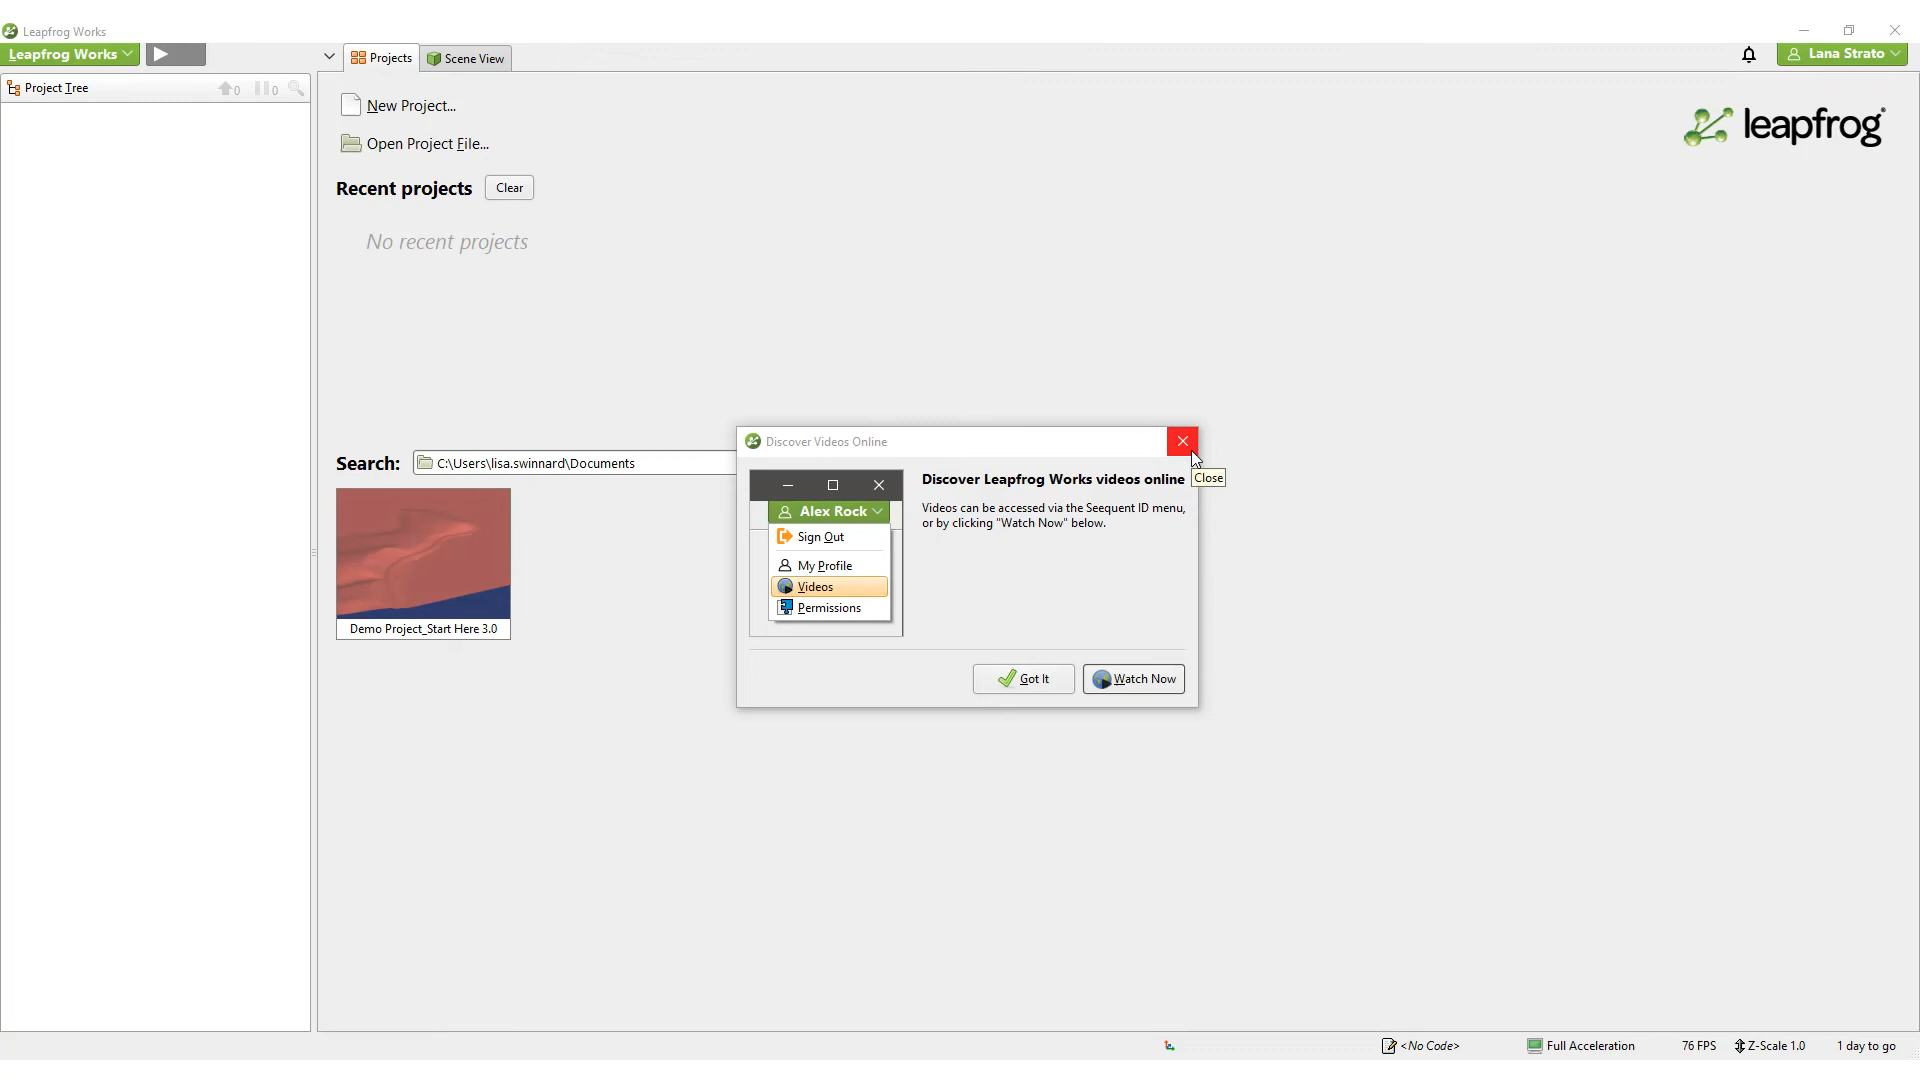 Leapfrog Works
Leapfrog Works
Projects
Scene View
Lana Strato
Project Tree
0
0
New Project...
Open Project File...
leapfrog
Recent projects
Clear
No recent projects
Search:
C:\Users\lisa.swinnard\Documents
Demo Project_Start Here 3.0
Discover Videos Online
Close
Alex Rock
Sign Out
My Profile
Videos
Permissions
Discover Leapfrog Works videos online
Videos can be accessed via the Seequent ID menu,
or by clicking "Watch Now" below.
Got It
Watch Now
<No Code>
Full Acceleration
76 FPS
Z-Scale 1.0
1 day to go